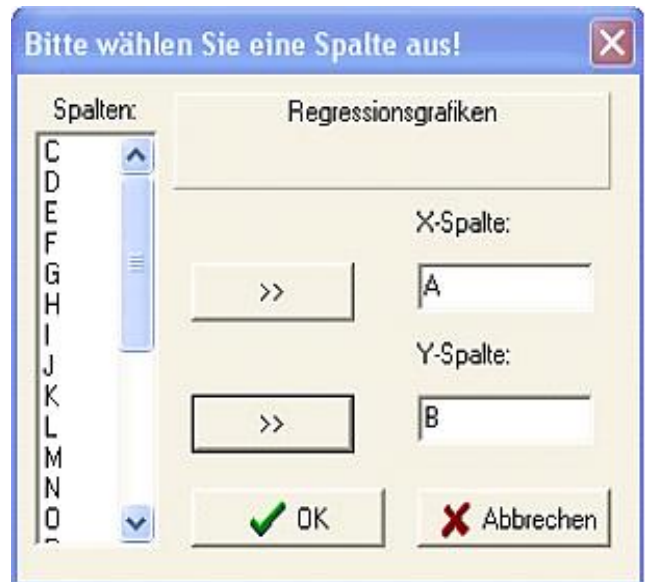 Bitte wählen Sie eine Spalte aus!
Spalten:
Regressionsgrafiken
C
D
E
F
G
H
I
J
K
L
M
N
O
X-Spalte:
>>
A
Y-Spalte:
>>
B
OK
Abbrechen